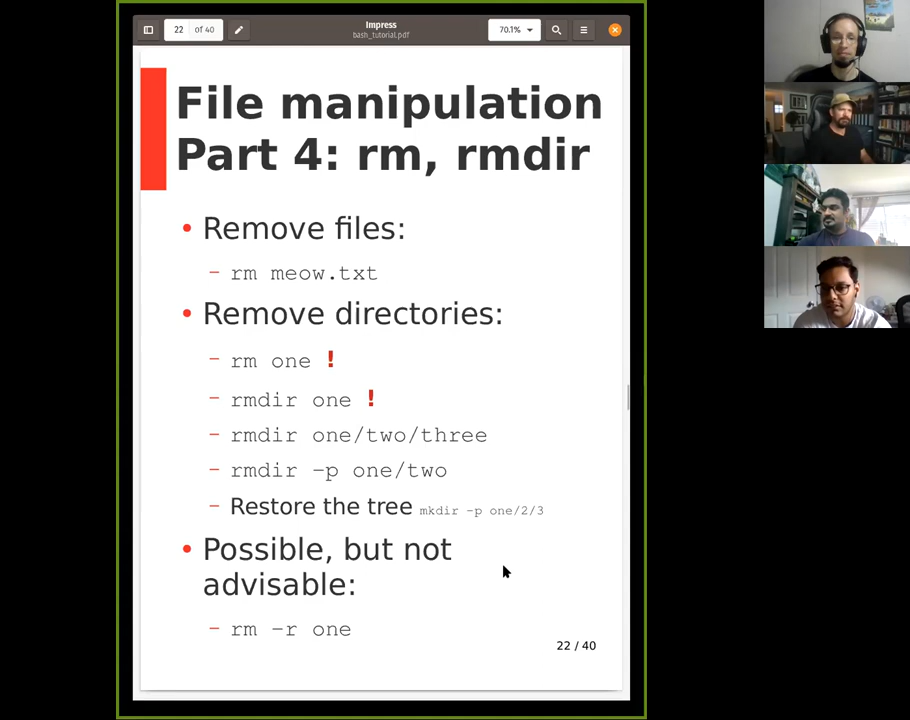 22 of 40
Impress
bash_tutorial.pdf
70.1%
File manipulation
Part 4: rm, rmdir
• Remove files:
– rm meow.txt
• Remove directories:
– rm one !
– rmdir one !
– rmdir one/two/three
– rmdir -p one/two
– Restore the tree mkdir -p one/2/3
• Possible, but not
advisable:
– rm -r one
22 / 40